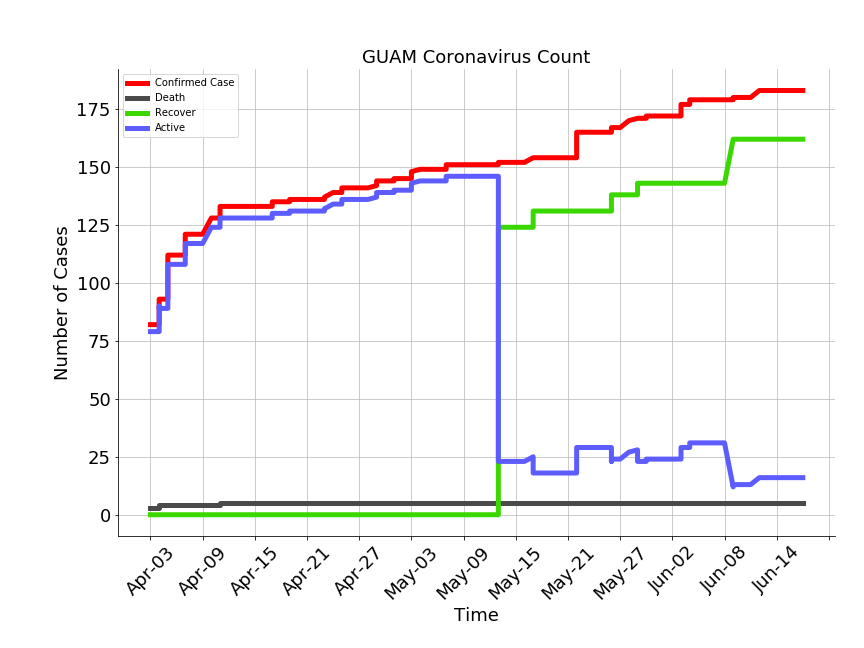 GUAM Coronavirus Count
Confirmed Case
Death
Recover
Active
175
150
125
100
75
50
25
0
Number of Cases
Apr-03
Apr-09
Apr-15
Apr-21
Apr-27
May-03
May-09
May-15
May-21
May-27
Jun-02
Jun-08
Jun-14
Time